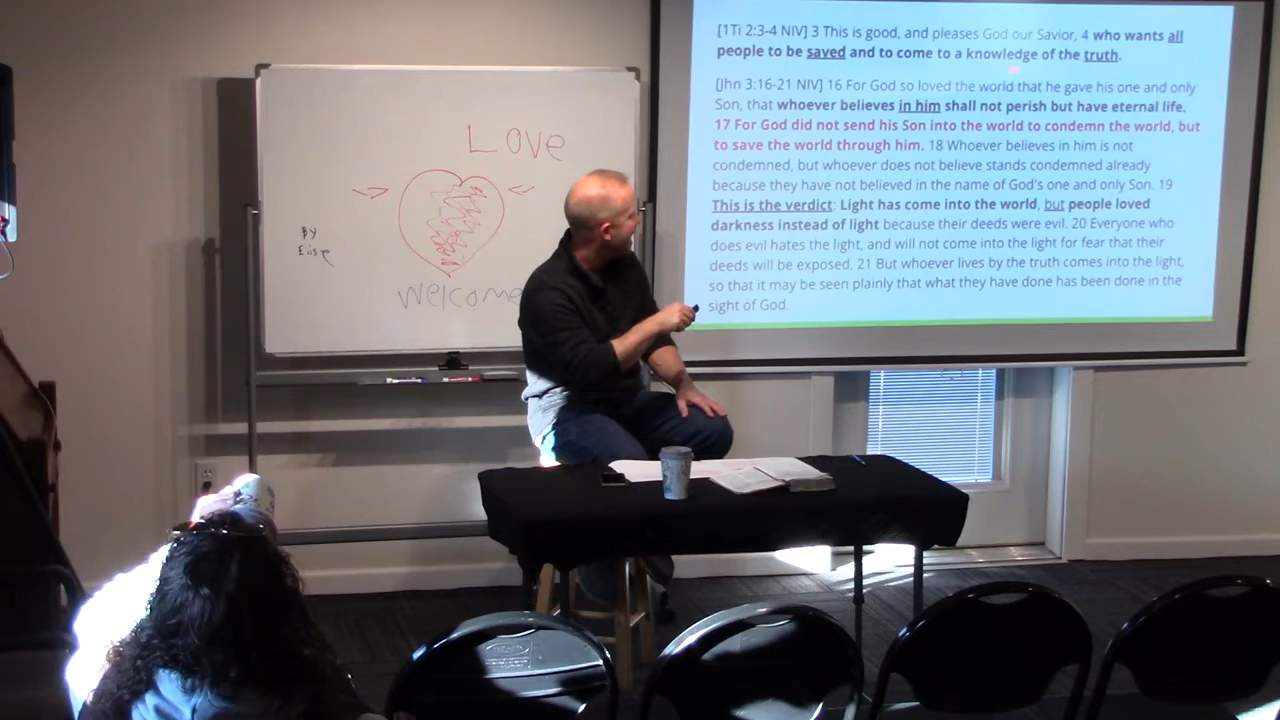 Love
By
Elise
Welcome
[1Ti 2:3-4 NIV] 3 This is good, and pleases God our Savior, 4 who wants all
people to be saved and to come to a knowledge of the truth.
[Jhn 3:16-21 NIV] 16 For God so loved the world that he gave his one and only
Son, that whoever believes in him shall not perish but have eternal life.
17 For God did not send his Son into the world to condemn the world, but
to save the world through him. 18 Whoever believes in him is not
condemned, but whoever does not believe stands condemned already
because they have not believed in the name of God's one and only Son. 19
This is the verdict: Light has come into the world, but people loved
darkness instead of light because their deeds were evil. 20 Everyone who
does evil hates the light, and will not come into the light for fear that their
deeds will be exposed. 21 But whoever lives by the truth comes into the light,
so that it may be seen plainly that what they have done has been done in the
sight of God.